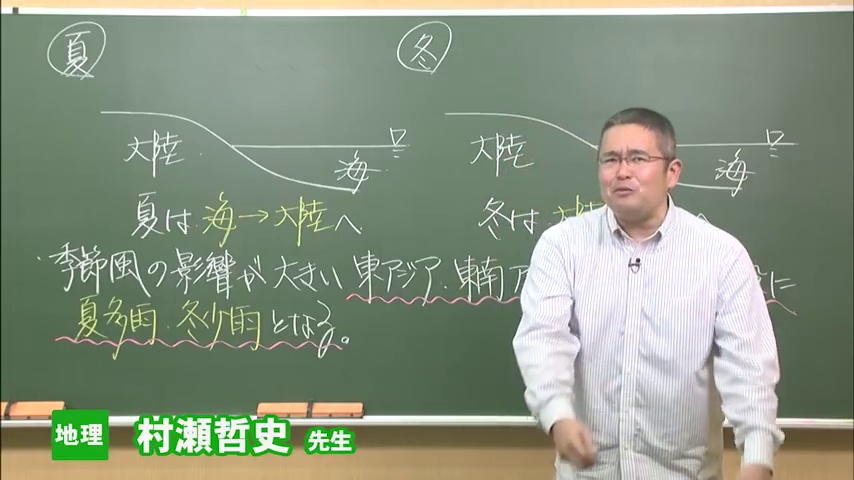 夏
冬
大陸
海
大陸
海
夏は 海→大陸へ
冬は 大陸
へ
・季節風の影響が大きい東アジア・東南ア
に
夏多雨・冬少雨となる。
地理 村瀬哲史 先生